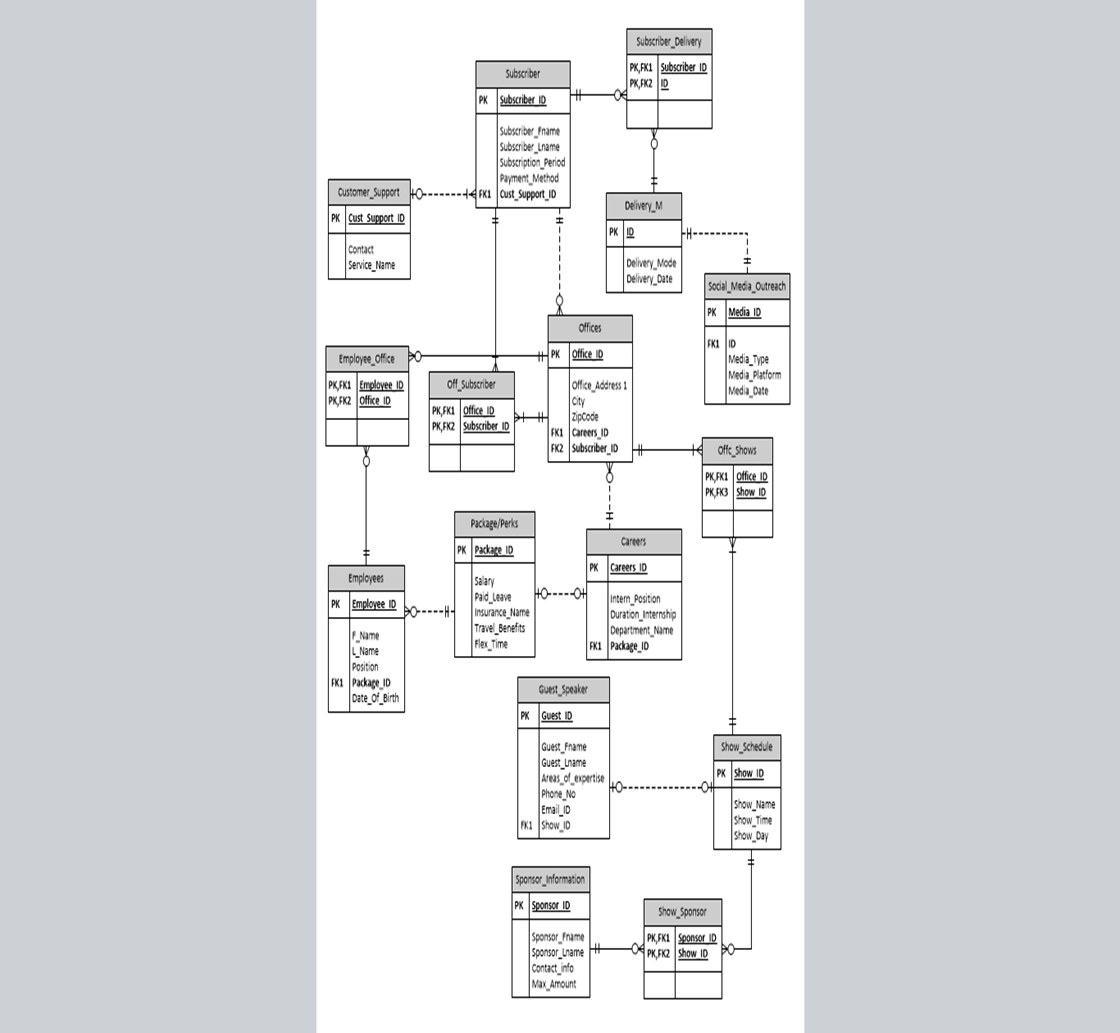 Subscriber_Delivery
PK,FK1 Subscriber_ID
PK,FK2 ID
Subscriber
PK Subscriber_ID
Subscriber_Fname
Subscriber_Lname
Subscription_Period
Payment_Method
FK1 Cust_Support_ID
Customer_Support
PK Cust_Support_ID
Contact
Service_Name
Delivery_M
PK ID
Delivery_Mode
Delivery_Date
Social_Media_Outreach
PK Media_ID
FK1 ID
Media_Type
Media_Platform
Media_Date
Offices
PK Office_ID
Office_Address 1
City
ZipCode
FK1 Careers_ID
FK2 Subscriber_ID
Employee_Office
PK,FK1 Employee_ID
PK,FK2 Office_ID
Off_Subscriber
PK,FK1 Office_ID
PK,FK2 Subscriber_ID
Offc_Shows
PK,FK1 Office_ID
PK,FK3 Show_ID
Package/Perks
PK Package_ID
Salary
Paid_Leave
Insurance_Name
Travel_Benefits
Flex_Time
Careers
PK Careers_ID
Intern_Position
Duration_Internship
Department_Name
FK1 Package_ID
Employees
PK Employee_ID
F_Name
L_Name
Position
FK1 Package_ID
Date_Of_Birth
Guest_Speaker
PK Guest_ID
Guest_Fname
Guest_Lname
Areas_of_expertise
Phone_No
Email_ID
FK1 Show_ID
Show_Schedule
PK Show_ID
Show_Name
Show_Time
Show_Day
Sponsor_Information
PK Sponsor_ID
Sponsor_Fname
Sponsor_Lname
Contact_info
Max_Amount
Show_Sponsor
PK,FK1 Sponsor_ID
PK,FK2 Show_ID